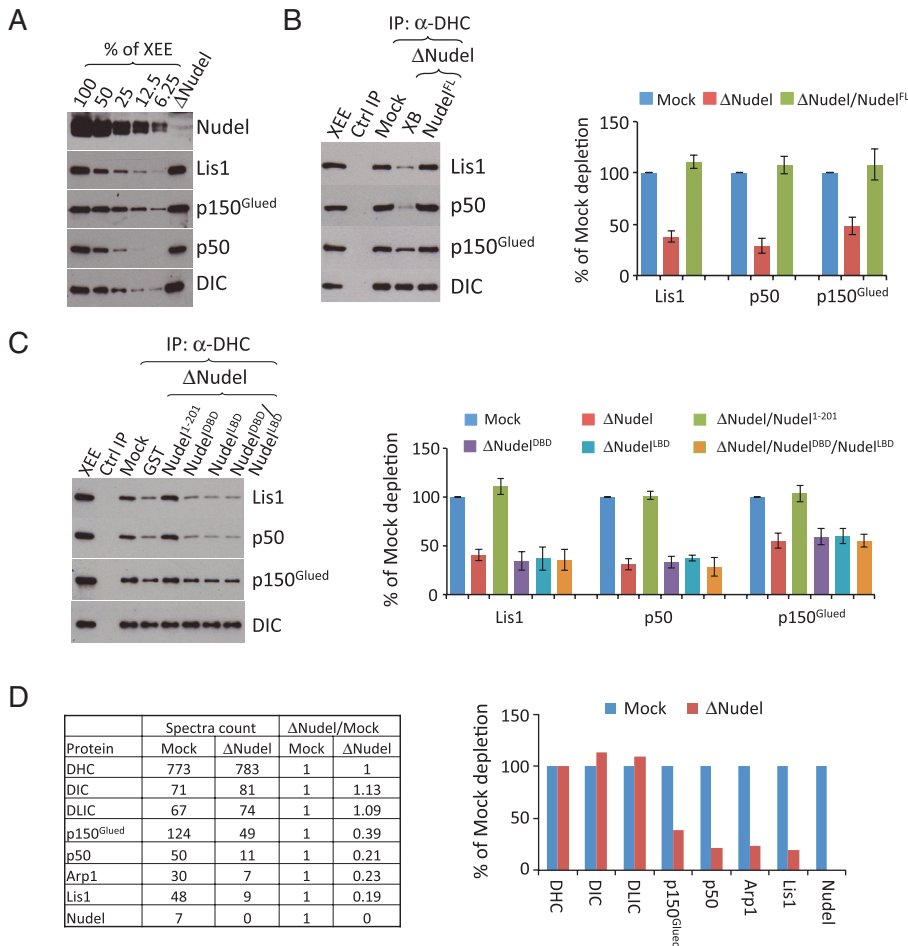 A
% of XEE
100 50 25 12.5 6.25 ΔNudel
Nudel
Lis1
p150Glued
p50
DIC
B
IP: α-DHC
ΔNudel
XEE Ctrl IP Mock XB NudelFL
Lis1
p50
p150Glued
DIC
Mock ΔNudel ΔNudel/NudelFL
% of Mock depletion
150
100
50
0
Lis1 p50 p150Glued
C
IP: α-DHC
ΔNudel
XEE Ctrl IP Mock GST Nudel1-201 NudelDBD NudelLBD NudelDBD/NudelLBD
Lis1
p50
p150Glued
DIC
Mock ΔNudel ΔNudel/Nudel1-201
ΔNudelDBD ΔNudelLBD ΔNudel/NudelDBD/NudelLBD
% of Mock depletion
150
100
50
0
Lis1 p50 p150Glued
D
Spectra count ΔNudel/Mock
Protein Mock ΔNudel Mock ΔNudel
DHC 773 783 1 1
DIC 71 81 1 1.13
DLIC 67 74 1 1.09
p150Glued 124 49 1 0.39
p50 50 11 1 0.21
Arp1 30 7 1 0.23
Lis1 48 9 1 0.19
Nudel 7 0 1 0
Mock ΔNudel
% of Mock depletion
150
100
50
0
DHC DIC DLIC p150Glued p50 Arp1 Lis1 Nudel